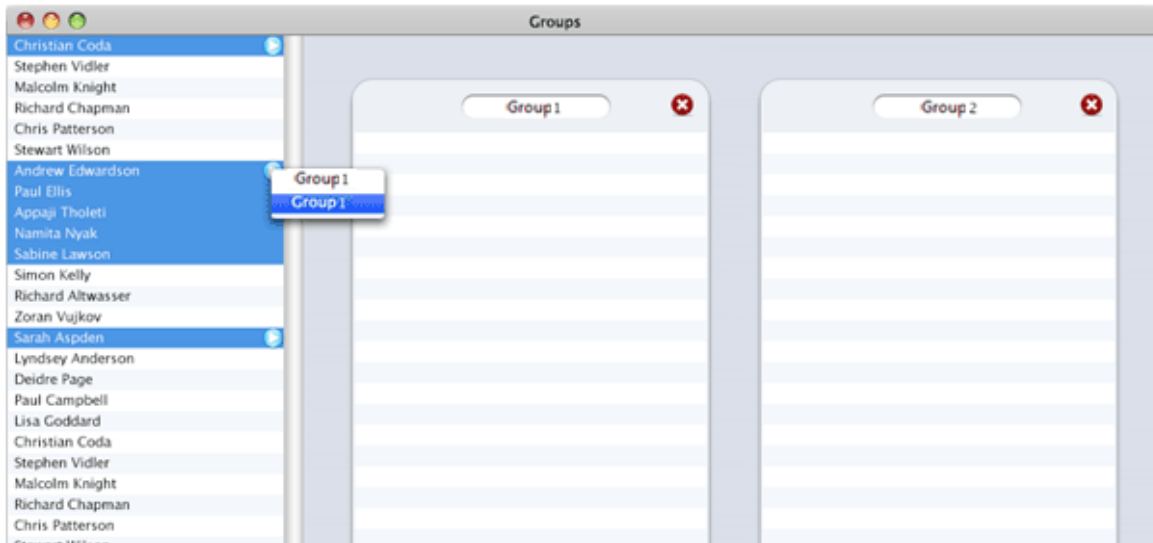 Groups
Christian Coda
Stephen Vidler
Malcolm Knight
Richard Chapman
Chris Patterson
Stewart Wilson
Andrew Edwardson
Paul Ellis
Appaji Tholeti
Namita Nyak
Sabine Lawson
Simon Kelly
Richard Altwasser
Zoran Vujkov
Sarah Aspden
Lyndsey Anderson
Deidre Page
Paul Campbell
Lisa Goddard
Christian Coda
Stephen Vidler
Malcolm Knight
Richard Chapman
Chris Patterson
Group 1
Group 1
Group 1
Group 2